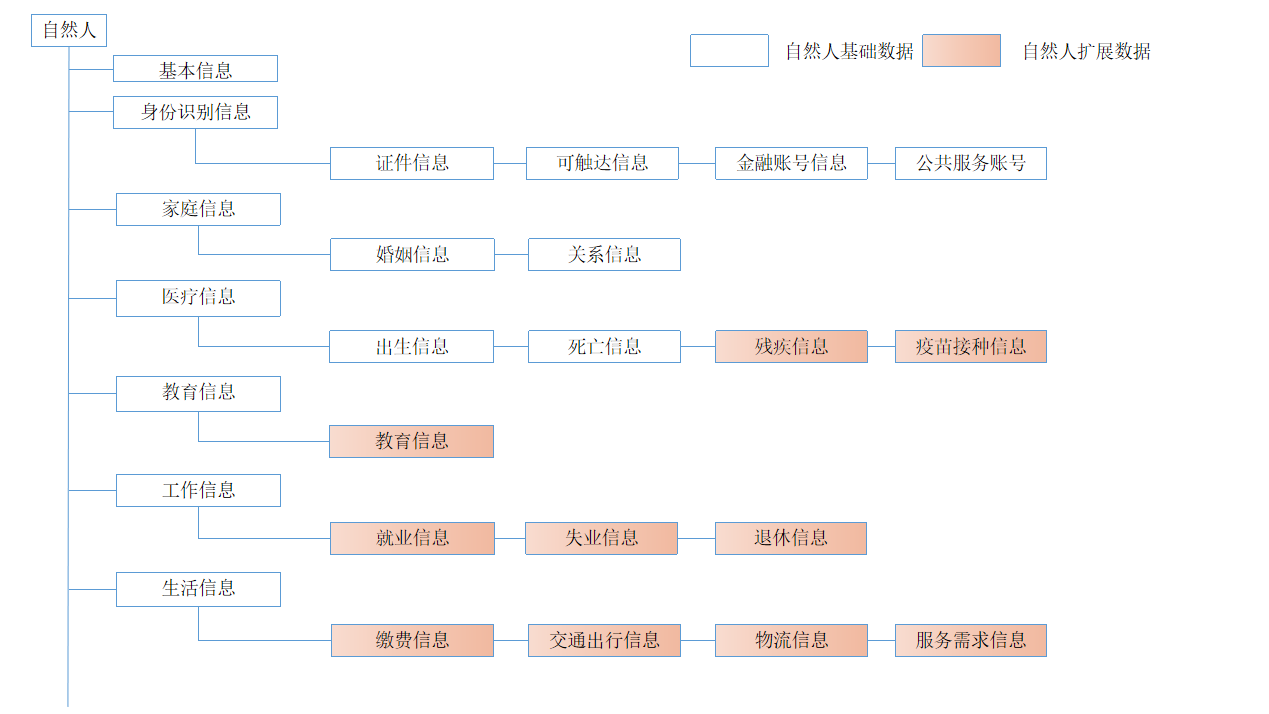 自然人
自然人基础数据
自然人扩展数据
基本信息
身份识别信息
证件信息
可触达信息
金融账号信息
公共服务账号
家庭信息
婚姻信息
关系信息
医疗信息
出生信息
死亡信息
残疾信息
疫苗接种信息
教育信息
教育信息
工作信息
就业信息
失业信息
退休信息
生活信息
缴费信息
交通出行信息
物流信息
服务需求信息